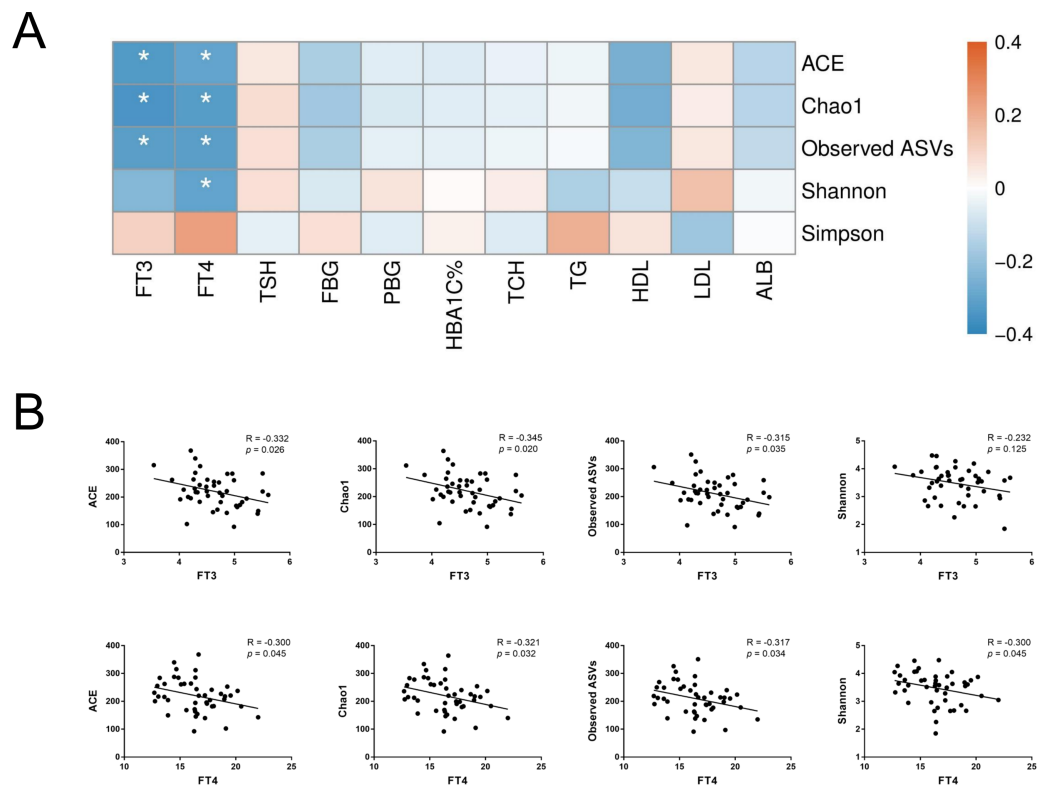 A
* * ACE
* * Chao1
* * Observed ASVs
* Shannon
Simpson
FT3 FT4 TSH FBG PBG HBA1C% TCH TG HDL LDL ALB
0.4
0.2
0
−0.2
−0.4
B
R = -0.332
p = 0.026
ACE
400
300
200
100
0
3 4 5 6
FT3
R = -0.345
p = 0.020
Chao1
400
300
200
100
0
3 4 5 6
FT3
R = -0.315
p = 0.035
Observed ASVs
400
300
200
100
0
3 4 5 6
FT3
R = -0.232
p = 0.125
Shannon
5
4
3
2
1
3 4 5 6
FT3
R = -0.300
p = 0.045
ACE
400
300
200
100
0
10 15 20 25
FT4
R = -0.321
p = 0.032
Chao1
400
300
200
100
0
10 15 20 25
FT4
R = -0.317
p = 0.034
Observed ASVs
400
300
200
100
0
10 15 20 25
FT4
R = -0.300
p = 0.045
Shannon
5
4
3
2
1
10 15 20 25
FT4